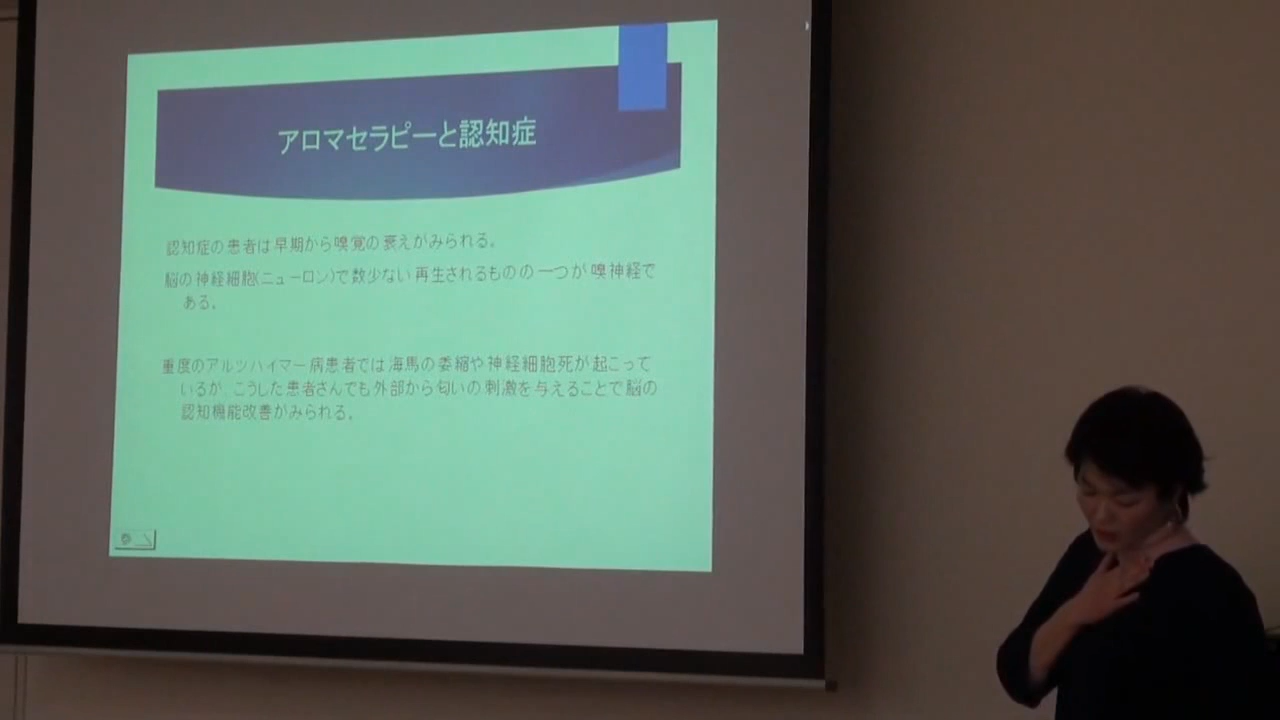 アロマセラピーと認知症
認知症の患者は早期から嗅覚の衰えがみられる。
脳の神経細胞(ニューロン)で数少ない再生されるものの一つが嗅神経で
ある。
重度のアルツハイマー病患者では海馬の委縮や神経細胞死が起こって
いるが、こうした患者さんでも外部から匂いの刺激を与えることで脳の
認知機能改善がみられる。